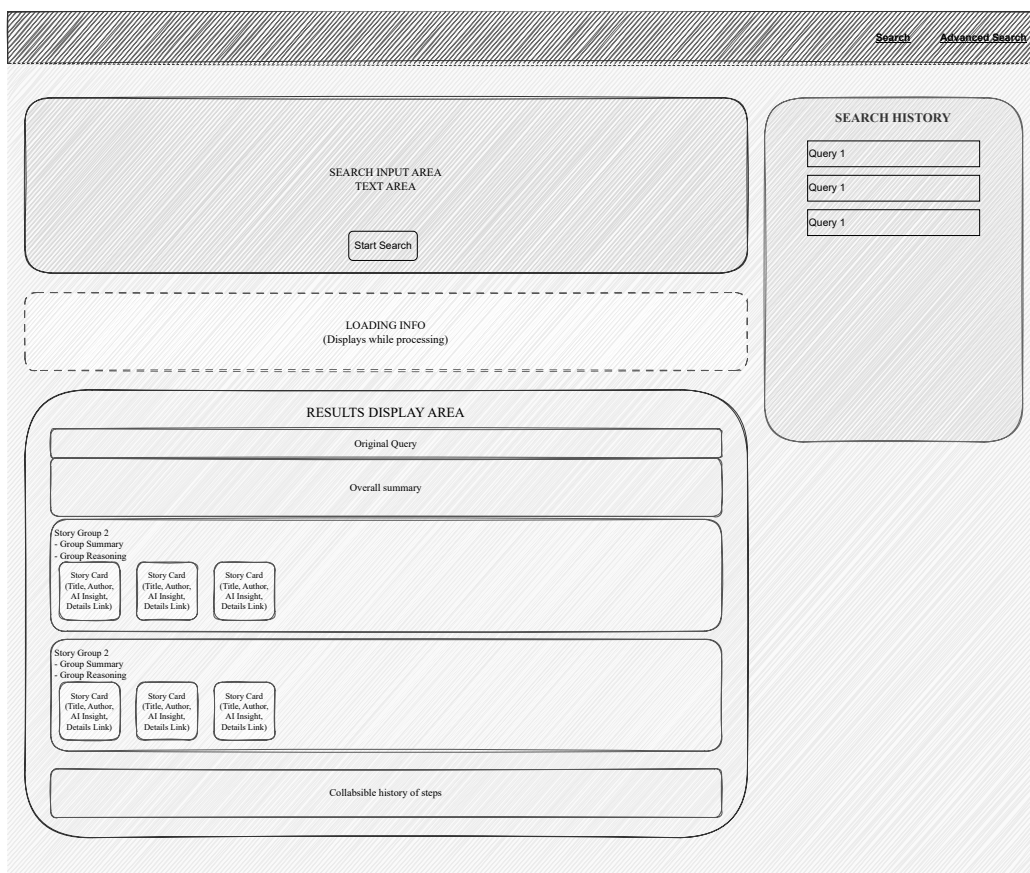 Search
Advanced Search
SEARCH INPUT AREA
TEXT AREA
Start Search
SEARCH HISTORY
Query 1
Query 1
Query 1
LOADING INFO
(Displays while processing)
RESULTS DISPLAY AREA
Original Query
Overall summary
Story Group 2
- Group Summary
- Group Reasoning
Story Card
(Title, Author,
AI Insight,
Details Link)
Story Card
(Title, Author,
AI Insight,
Details Link)
Story Card
(Title, Author,
AI Insight,
Details Link)
Story Group 2
- Group Summary
- Group Reasoning
Story Card
(Title, Author,
AI Insight,
Details Link)
Story Card
(Title, Author,
AI Insight,
Details Link)
Story Card
(Title, Author,
AI Insight,
Details Link)
Collabsible history of steps